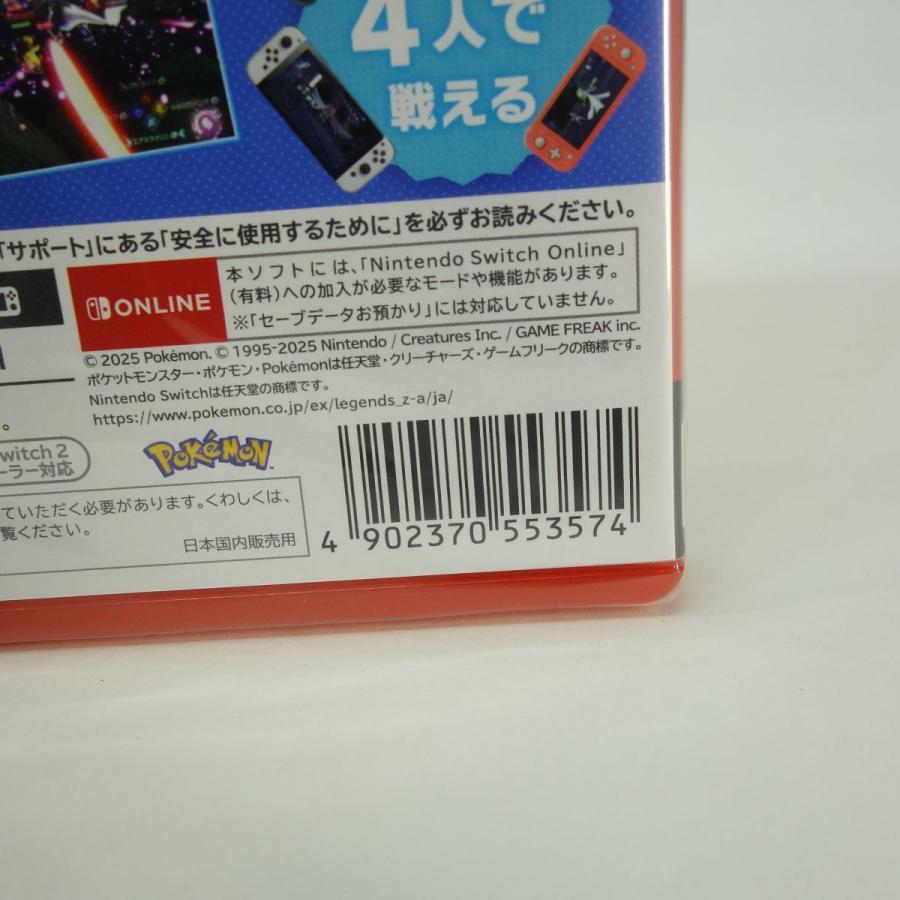 4人で
戦える
エアスラッシュ
「サポート」にある「安全に使用するために」を必ずお読みください。
ONLINE
本ソフトには、「Nintendo Switch Online」
(有料)への加入が必要なモードや機能があります。
※「セーブデータお預かり」には対応していません。
© 2025 Pokémon. © 1995-2025 Nintendo / Creatures Inc. / GAME FREAK inc.
ポケットモンスター・ポケモン・Pokémonは任天堂・クリーチャーズ・ゲームフリークの商標です。
Nintendo Switchは任天堂の商標です。
https://www.pokemon.co.jp/ex/legends_z-a/ja/
。
witch 2
ーラー対応
POKéMON
ていただく必要があります。くわしくは、
覧ください。
日本国内販売用
4 902370 553574